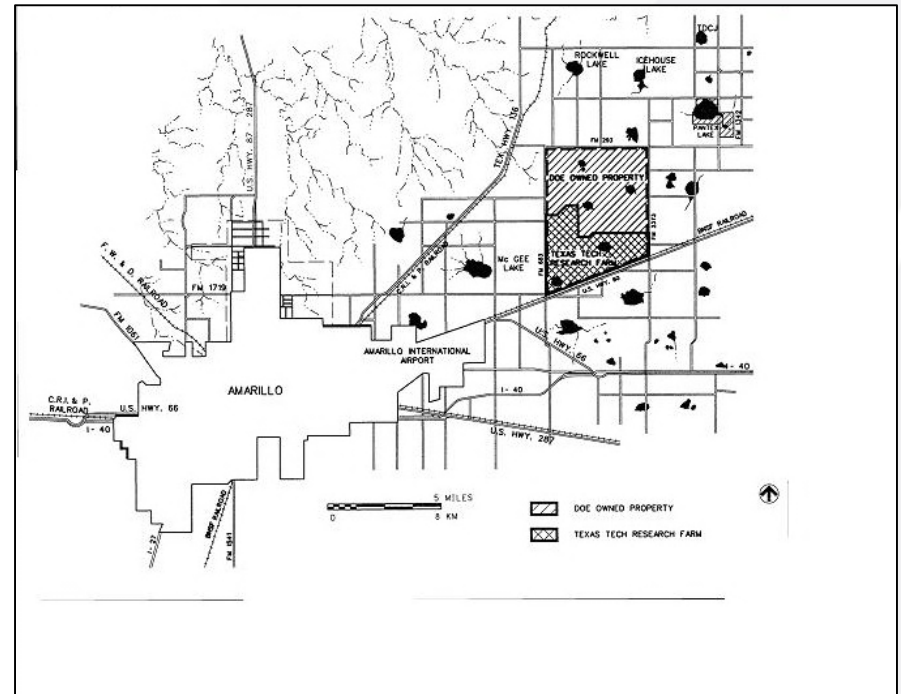 TDCJ
ROCKWELL
LAKE
ICEHOUSE
LAKE
PANTEX
LAKE
FM 1342
U.S. HWY 87 - 287
TEX HWY. 136
FM 293
DOE OWNED PROPERTY
FM 2373
BNSF RAILROAD
C.R.I. & P. RAILROAD
Mc GEE
LAKE
FM 683
TEXAS TECH
RESEARCH FARM
U.S. HWY. 60
F. W. & D. RAILROAD
FM 1719
FM 1061
U.S. HWY. 66
AMARILLO INTERNATIONAL
AIRPORT
I - 40
AMARILLO
I - 40
C.R.I. & P.
RAILROAD
U.S. HWY. 66
I - 40
U.S. HWY. 287
5 MILES
0
8 KM
DOE OWNED PROPERTY
TEXAS TECH RESEARCH FARM
BNSF RAILROAD
FM 1541
I - 27